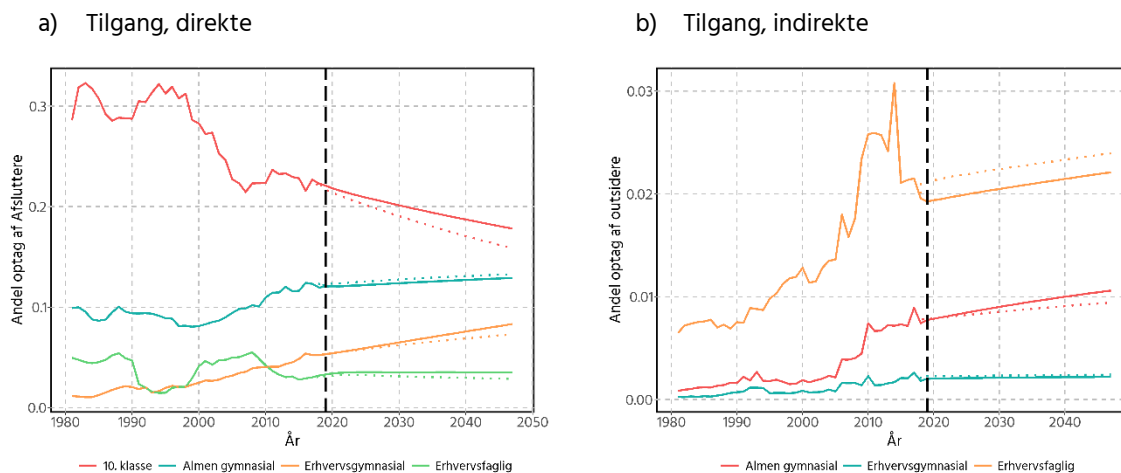 a) Tilgang, direkte
Andel optag af Afsluttere
0.3
0.2
0.1
0.0
1980 1990 2000 2010 2020 2030 2040 2050
År
10. klasse Almen gymnasial Erhvervsgymnasial Erhvervsfaglig
b) Tilgang, indirekte
Andel optag af outsidere
0.03
0.02
0.01
0.00
1980 1990 2000 2010 2020 2030 2040
År
Almen gymnasial Erhvervsgymnasial Erhvervsfaglig